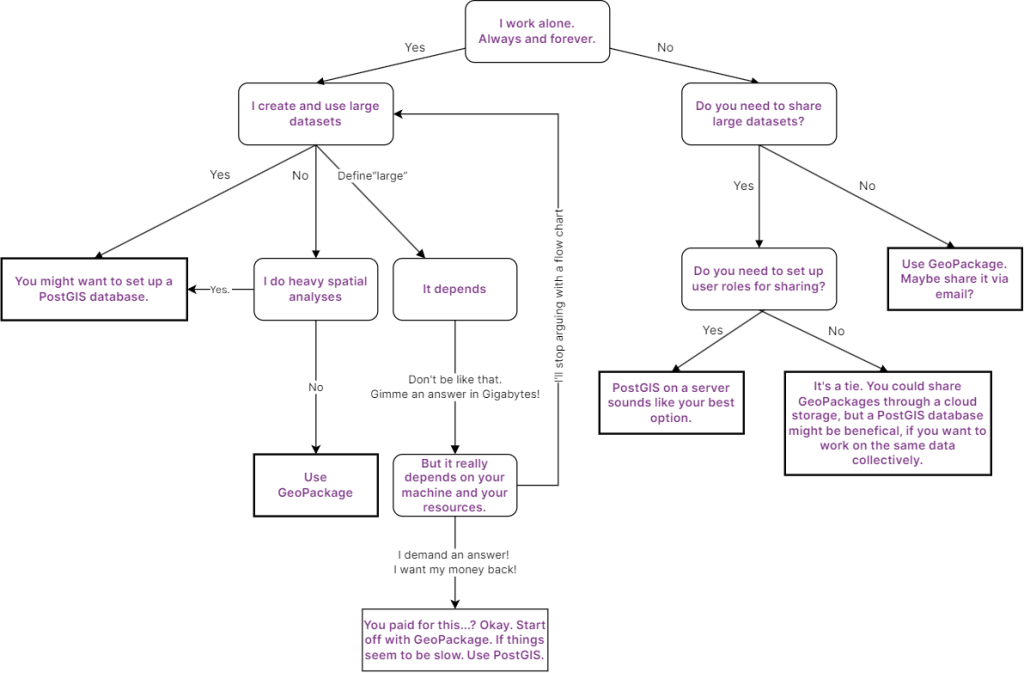 I work alone.
Always and forever.
Yes
No
I create and use large
datasets
Do you need to share
large datasets?
Yes
No
Define"large"
Yes
No
You might want to set up a
PostGIS database.
Yes.
I do heavy spatial
analyses
It depends
I'll stop arguing with a flow chart
Do you need to set up
user roles for sharing?
Use GeoPackage.
Maybe share it via
email?
Yes
No
No
Don't be like that.
Gimme an answer in Gigabytes!
PostGIS on a server
sounds like your best
option.
It's a tie. You could share
GeoPackages through a cloud
storage, but a PostGIS database
might be benefical, if you want to
work on the same data
collectively.
Use
GeoPackage
But it really
depends on your
machine and your
resources.
I demand an answer!
I want my money back!
You paid for this...? Okay. Start
off with GeoPackage. If things
seem to be slow. Use PostGIS.